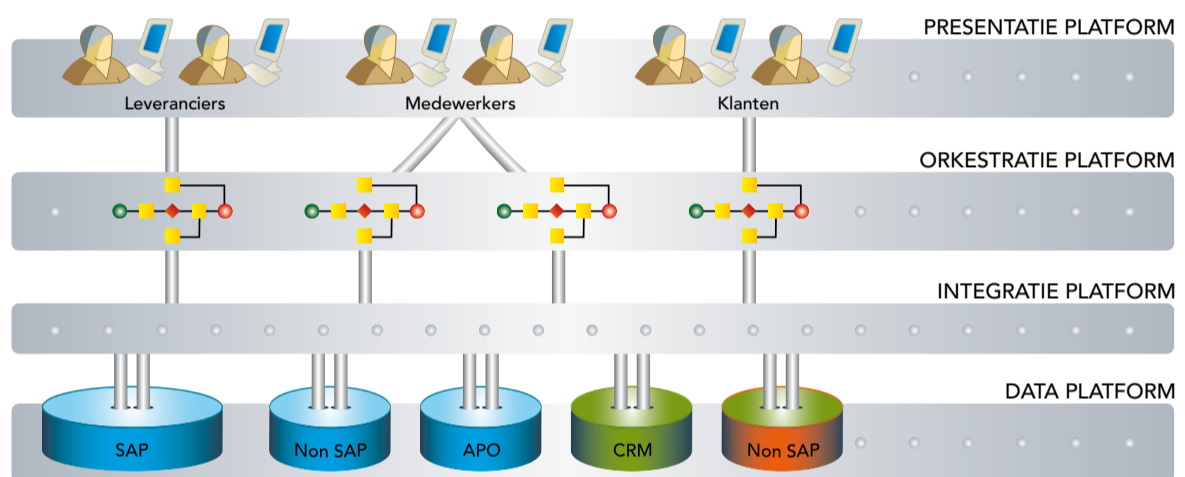 PRESENTATIE PLATFORM
Leveranciers
Medewerkers
Klanten
ORKESTRATIE PLATFORM
INTEGRATIE PLATFORM
DATA PLATFORM
SAP
Non SAP
APO
CRM
Non SAP